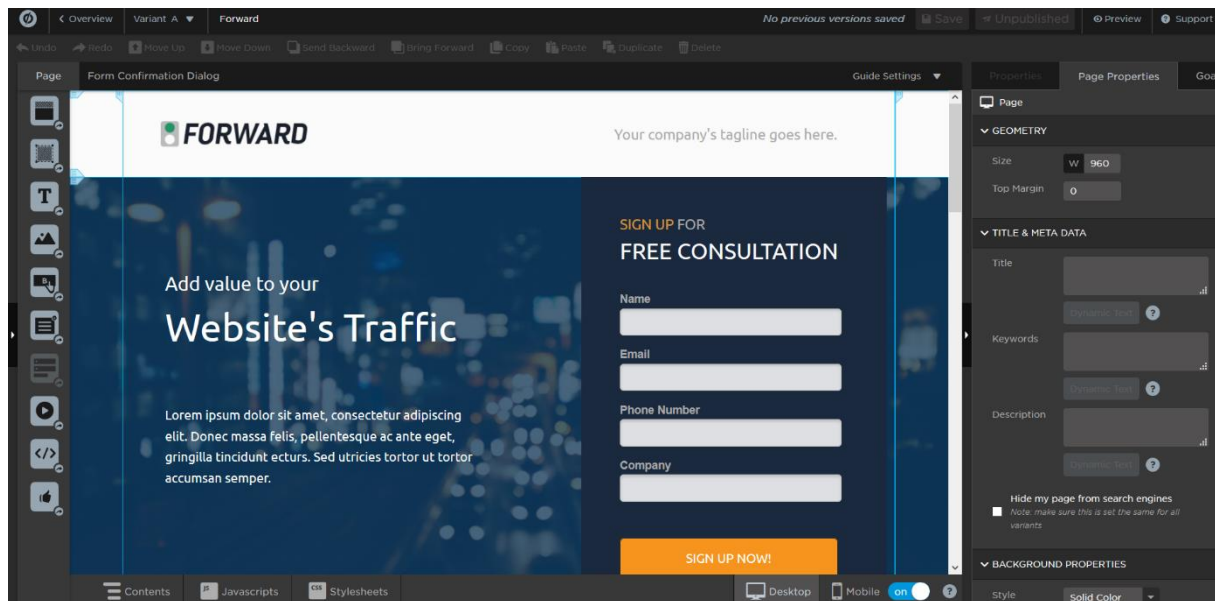 Overview Variant A Forward No previous versions saved Save Unpublished Preview Support
Undo Redo Move Up Move Down Send Backward Bring Forward Copy Paste Duplicate Delete
Page Form Confirmation Dialog Guide Settings
Properties Page Properties Goa
Page
GEOMETRY
Size W 960
Top Margin 0
TITLE & META DATA
Title
Dynamic Text ?
Keywords
Dynamic Text ?
Description
Dynamic Text ?
Hide my page from search engines
Note: make sure this is set the same for all
variants
BACKGROUND PROPERTIES
Style Solid Color
FORWARD
Your company's tagline goes here.
Add value to your
Website's Traffic
Lorem ipsum dolor sit amet, consectetur adipiscing
elit. Donec massa felis, pellentesque ac ante eget,
gringilla tincidunt ecturs. Sed utricies tortor ut tortor
accumsan semper.
SIGN UP FOR
FREE CONSULTATION
Name
Email
Phone Number
Company
SIGN UP NOW!
Contents JS Javascripts CSS Stylesheets Desktop Mobile on ?